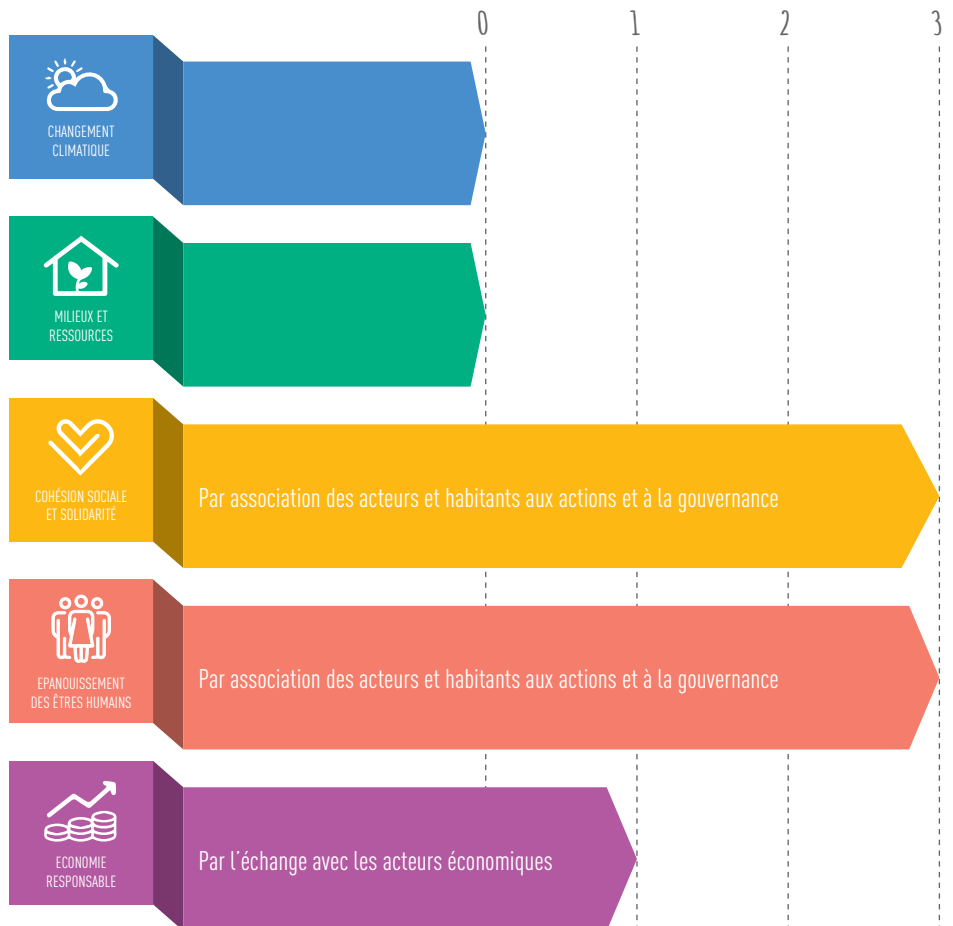 0 1 2 3
CHANGEMENT
CLIMATIQUE
MILIEUX ET
RESSOURCES
COHÉSION SOCIALE
ET SOLIDARITÉ
Par association des acteurs et habitants aux actions et à la gouvernance
EPANOUISSEMENT
DES ÊTRES HUMAINS
Par association des acteurs et habitants aux actions et à la gouvernance
ECONOMIE
RESPONSABLE
Par l'échange avec les acteurs économiques